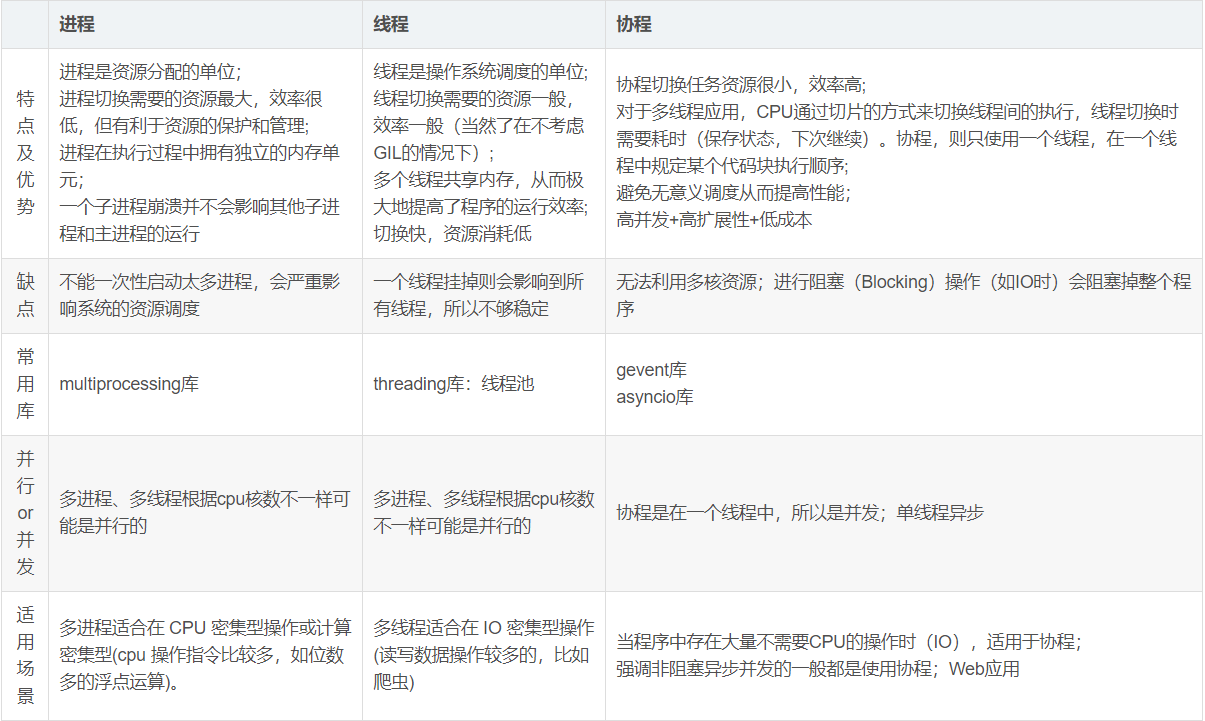 进程
线程
协程
特
点
及
优
势
进程是资源分配的单位；
进程切换需要的资源最大，效率很
低，但有利于资源的保护和管理；
进程在执行过程中拥有独立的内存单
元；
一个子进程崩溃并不会影响其他子进
程和主进程的运行
线程是操作系统调度的单位;
线程切换需要的资源一般，
效率一般（当然了在不考虑
GIL的情况下）;
多个线程共享内存，从而极
大地提高了程序的运行效率;
切换快，资源消耗低
协程切换任务资源很小，效率高;
对于多线程应用，CPU通过切片的方式来切换线程间的执行，线程切换时
需要耗时（保存状态，下次继续）。协程，则只使用一个线程，在一个线
程中规定某个代码块执行顺序;
避免无意义调度从而提高性能；
高并发+高扩展性+低成本
缺
点
不能一次性启动太多进程，会严重影
响系统的资源调度
一个线程挂掉则会影响到所
有线程，所以不够稳定
无法利用多核资源；进行阻塞（Blocking）操作（如IO时）会阻塞掉整个程
序
常
用
库
multiprocessing库
threading库：线程池
gevent库
asyncio库
并
行
or
并
发
多进程、多线程根据cpu核数不一样可
能是并行的
多进程、多线程根据cpu核数
不一样可能是并行的
协程是在一个线程中，所以是并发；单线程异步
适
用
场
景
多进程适合在 CPU 密集型操作或计算
密集型(cpu 操作指令比较多，如位数
多的浮点运算)。
多线程适合在 IO 密集型操作
(读写数据操作较多的，比如
爬虫)
当程序中存在大量不需要CPU的操作时（IO），适用于协程；
强调非阻塞异步并发的一般都是使用协程；Web应用